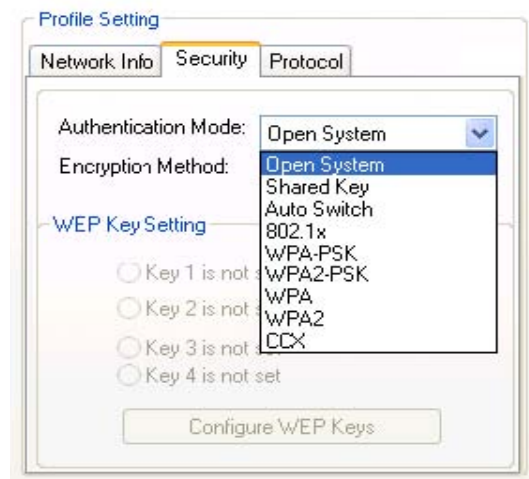 Profile Setting
Network Info Security Protocol
Authentication Mode: Open System
Encryption Method: Open System
Shared Key
Auto Switch
WEP Key Setting 802.1x
WPA-PSK
Key 1 is not WPA2-PSK
WPA
Key 2 is not WPA2
Key 3 is not CCX
Key 4 is not set
Configure WEP Keys